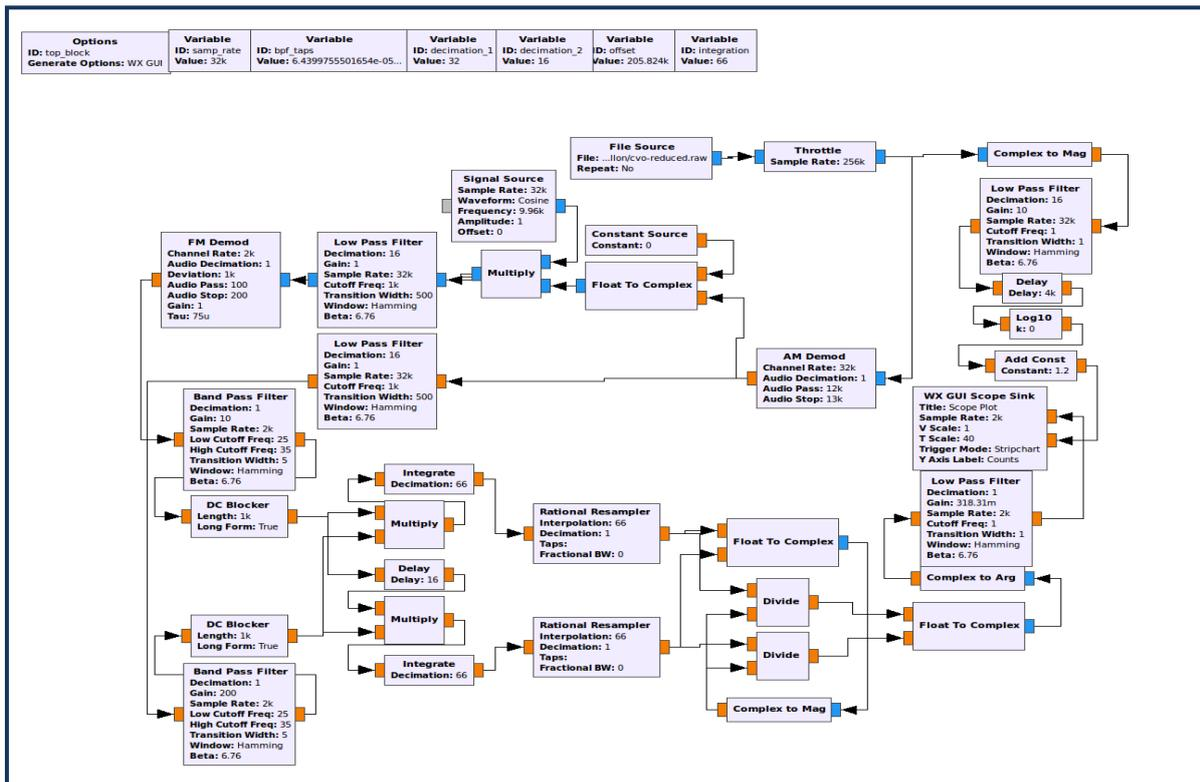 Options
ID: top_block
Generate Options: WX GUI
Variable
ID: samp_rate
Value: 32k
Variable
ID: bpf_taps
Value: 6.4399755501654e-05...
Variable
ID: decimation_1
Value: 32
Variable
ID: decimation_2
Value: 16
Variable
ID: offset
Value: 205.824k
Variable
ID: integration
Value: 66
File Source
File: ...llon/cvo-reduced.raw
Repeat: No
Throttle
Sample Rate: 256k
Complex to Mag
Signal Source
Sample Rate: 32k
Waveform: Cosine
Frequency: 9.96k
Amplitude: 1
Offset: 0
Low Pass Filter
Decimation: 16
Gain: 10
Sample Rate: 32k
Cutoff Freq: 1
Transition Width: 1
Window: Hamming
Beta: 6.76
FM Demod
Channel Rate: 2k
Audio Decimation: 1
Deviation: 1k
Audio Pass: 100
Audio Stop: 200
Gain: 1
Tau: 75u
Low Pass Filter
Decimation: 16
Gain: 1
Sample Rate: 32k
Cutoff Freq: 1k
Transition Width: 500
Window: Hamming
Beta: 6.76
Multiply
Constant Source
Constant: 0
Float To Complex
Delay
Delay: 4k
Log10
k: 0
Add Const
Constant: 1.2
Low Pass Filter
Decimation: 16
Gain: 1
Sample Rate: 32k
Cutoff Freq: 1k
Transition Width: 500
Window: Hamming
Beta: 6.76
AM Demod
Channel Rate: 32k
Audio Decimation: 1
Audio Pass: 12k
Audio Stop: 13k
WX GUI Scope Sink
Title: Scope Plot
Sample Rate: 2k
V Scale: 1
T Scale: 40
Trigger Mode: Stripchart
Y Axis Label: Counts
Band Pass Filter
Decimation: 1
Gain: 10
Sample Rate: 2k
Low Cutoff Freq: 25
High Cutoff Freq: 35
Transition Width: 5
Window: Hamming
Beta: 6.76
DC Blocker
Length: 1k
Long Form: True
Integrate
Decimation: 66
Multiply
Delay
Delay: 16
Multiply
Integrate
Decimation: 66
Rational Resampler
Interpolation: 66
Decimation: 1
Taps:
Fractional BW: 0
Float To Complex
Low Pass Filter
Decimation: 1
Gain: 318.31m
Sample Rate: 2k
Cutoff Freq: 1
Transition Width: 1
Window: Hamming
Beta: 6.76
Complex to Arg
Divide
Float To Complex
Divide
DC Blocker
Length: 1k
Long Form: True
Rational Resampler
Interpolation: 66
Decimation: 1
Taps:
Fractional BW: 0
Band Pass Filter
Decimation: 1
Gain: 200
Sample Rate: 2k
Low Cutoff Freq: 25
High Cutoff Freq: 35
Transition Width: 5
Window: Hamming
Beta: 6.76
Complex to Mag